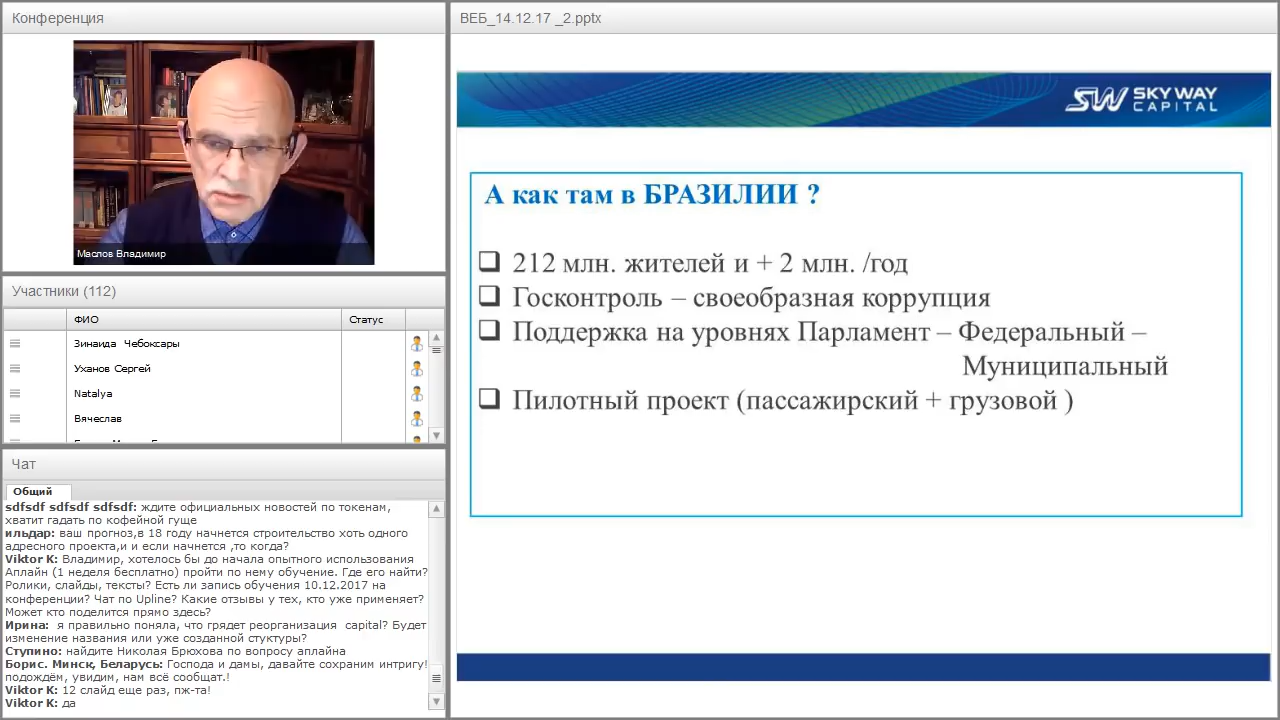 Конференция
Маслов Владимир
Участники (112)
ФИО
Статус
Зинаида Чебоксары
Уханов Сергей
Natalya
Вячеслав
Чат
Общий
sdfsdf sdfsdf sdfsdf: ждите официальных новостей по токенам,
хватит гадать по кофейной гуще
ильдар: ваш прогноз,в 18 году начнется строительство хоть одного
адресного проекта,и и если начнется ,то когда?
Viktor K: Владимир, хотелось бы до начала опытного использования
Аплайн (1 неделя бесплатно) пройти по нему обучение. Где его найти?
Ролики, слайды, тексты? Есть ли запись обучения 10.12.2017 на
конференции? Чат по Upline? Какие отзывы у тех, кто уже применяет?
Может кто поделится прямо здесь?
Ирина: я правильно поняла, что грядет реорганизация capital? Будет
изменение названия или уже созданной стуктуры?
Ступино: найдите Николая Брюхова по вопросу аплайна
Борис. Минск, Беларусь: Господа и дамы, давайте сохраним интригу!
подождём, увидим, нам всё сообщат.!
Viktor K: 12 слайд еще раз, пж-та!
Viktor K: да
ВЕБ_14.12.17 _2.pptx
SW SKY WAY
CAPITAL
А как там в БРАЗИЛИИ ?
212 млн. жителей и + 2 млн. /год
Госконтроль – своеобразная коррупция
Поддержка на уровнях Парламент – Федеральный –
Муниципальный
Пилотный проект (пассажирский + грузовой )